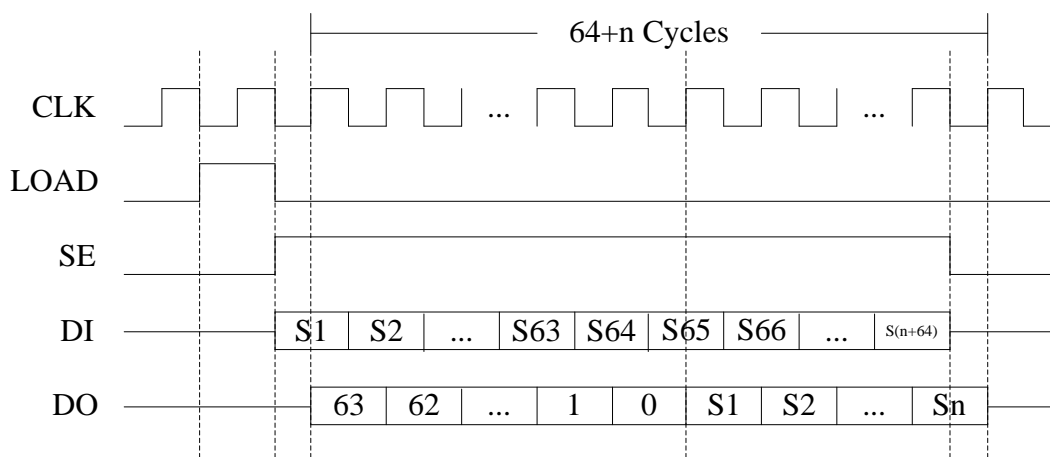 64+n Cycles
CLK ... ...
LOAD
SE
DI S1 S2 ... S63 S64 S65 S66 ... S(n+64)
DO 63 62 ... 1 0 S1 S2 ... Sn